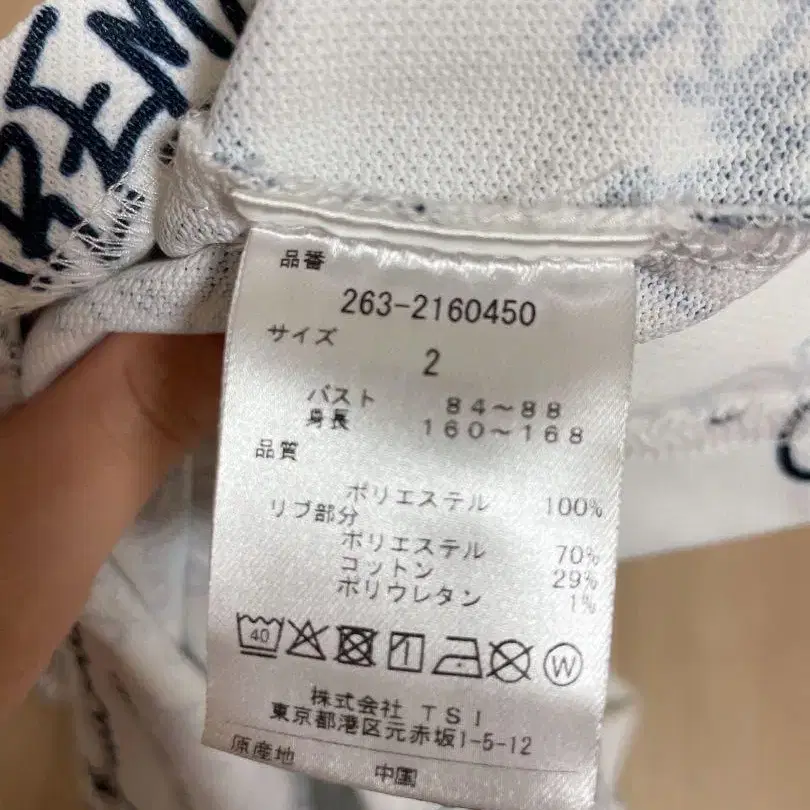 品番
263-2160450
サイズ
2
バスト 84~88
身長 160~168
品質
ポリエステル 100%
リブ部分
ポリエステル 70%
コットン 29%
ポリウレタン 1%
40
W
株式会社 TSI
東京都港区元赤坂1-5-12
原産地 中国